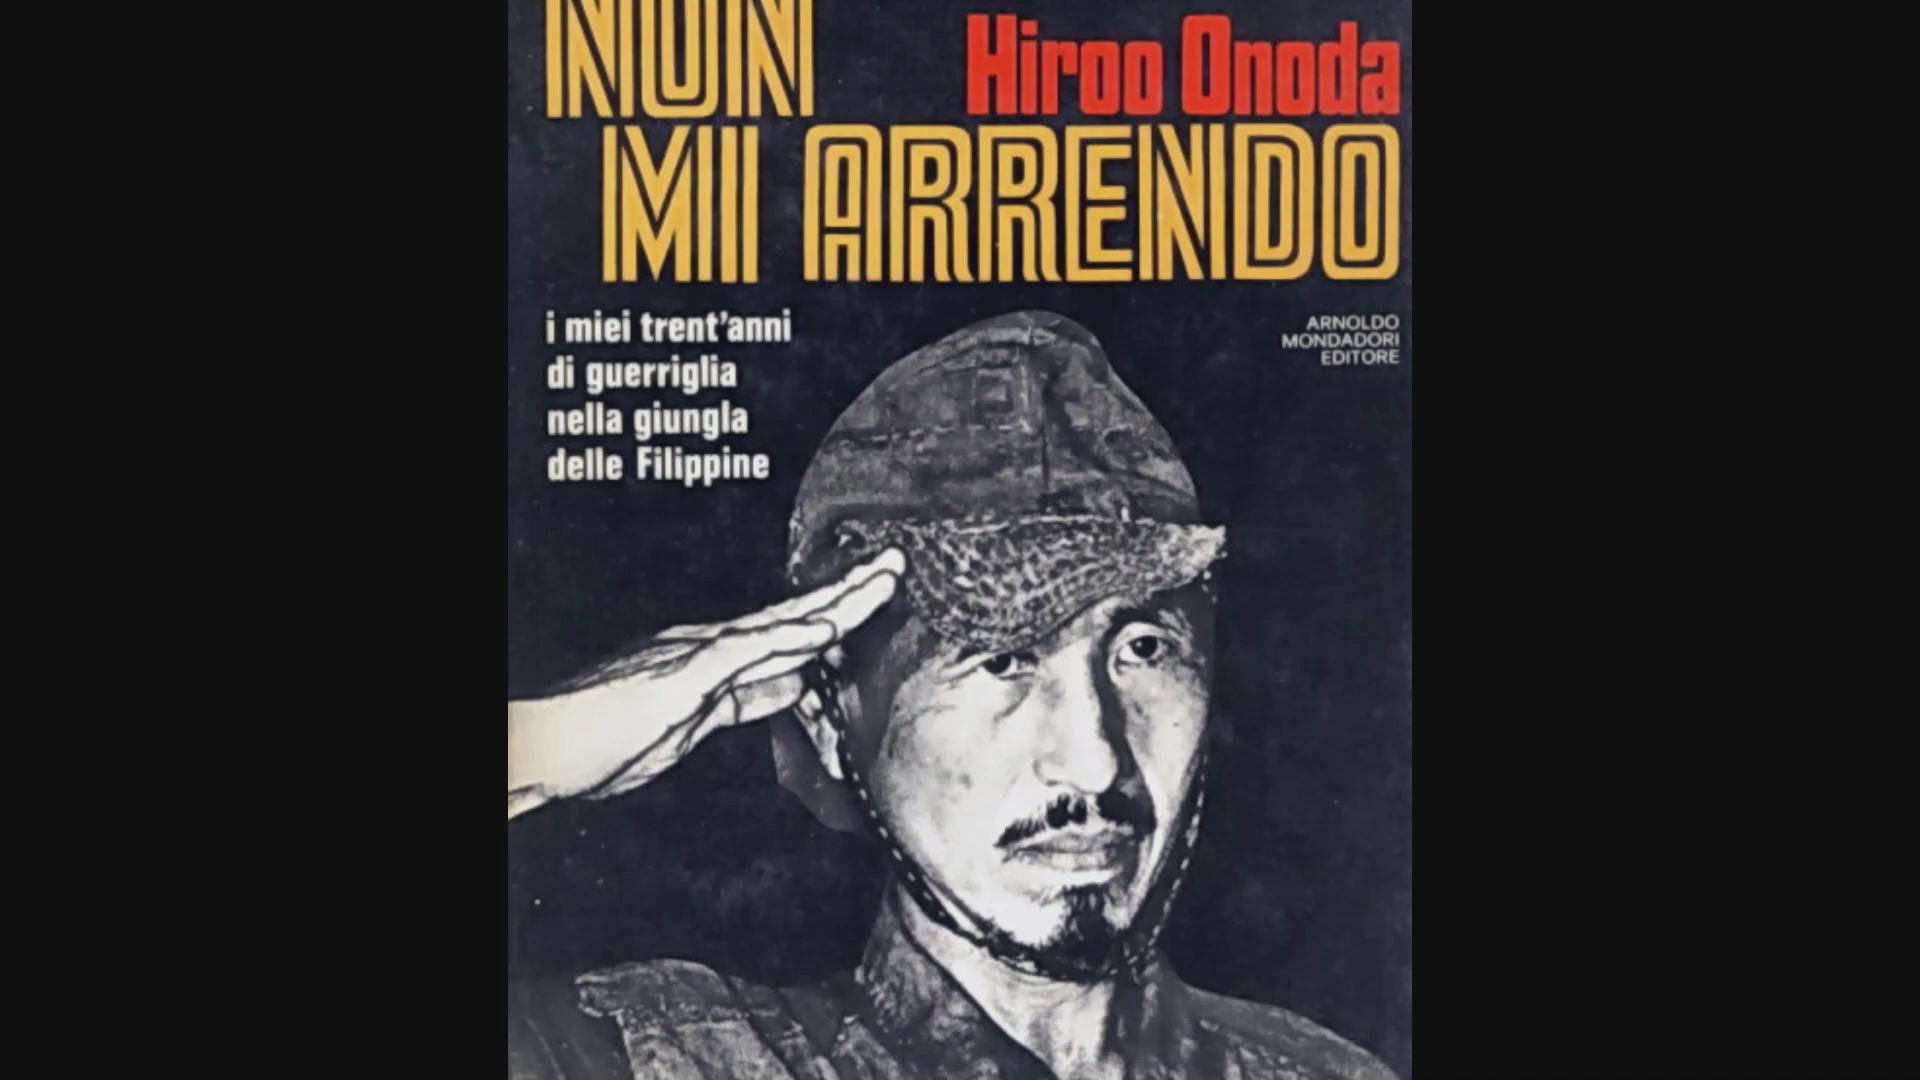 NON
Hiroo Onoda
MI ARRENDO
i miei trent'anni
di guerriglia
nella giungla
delle Filippine
ARNOLDO
MONDADORI
EDITORE